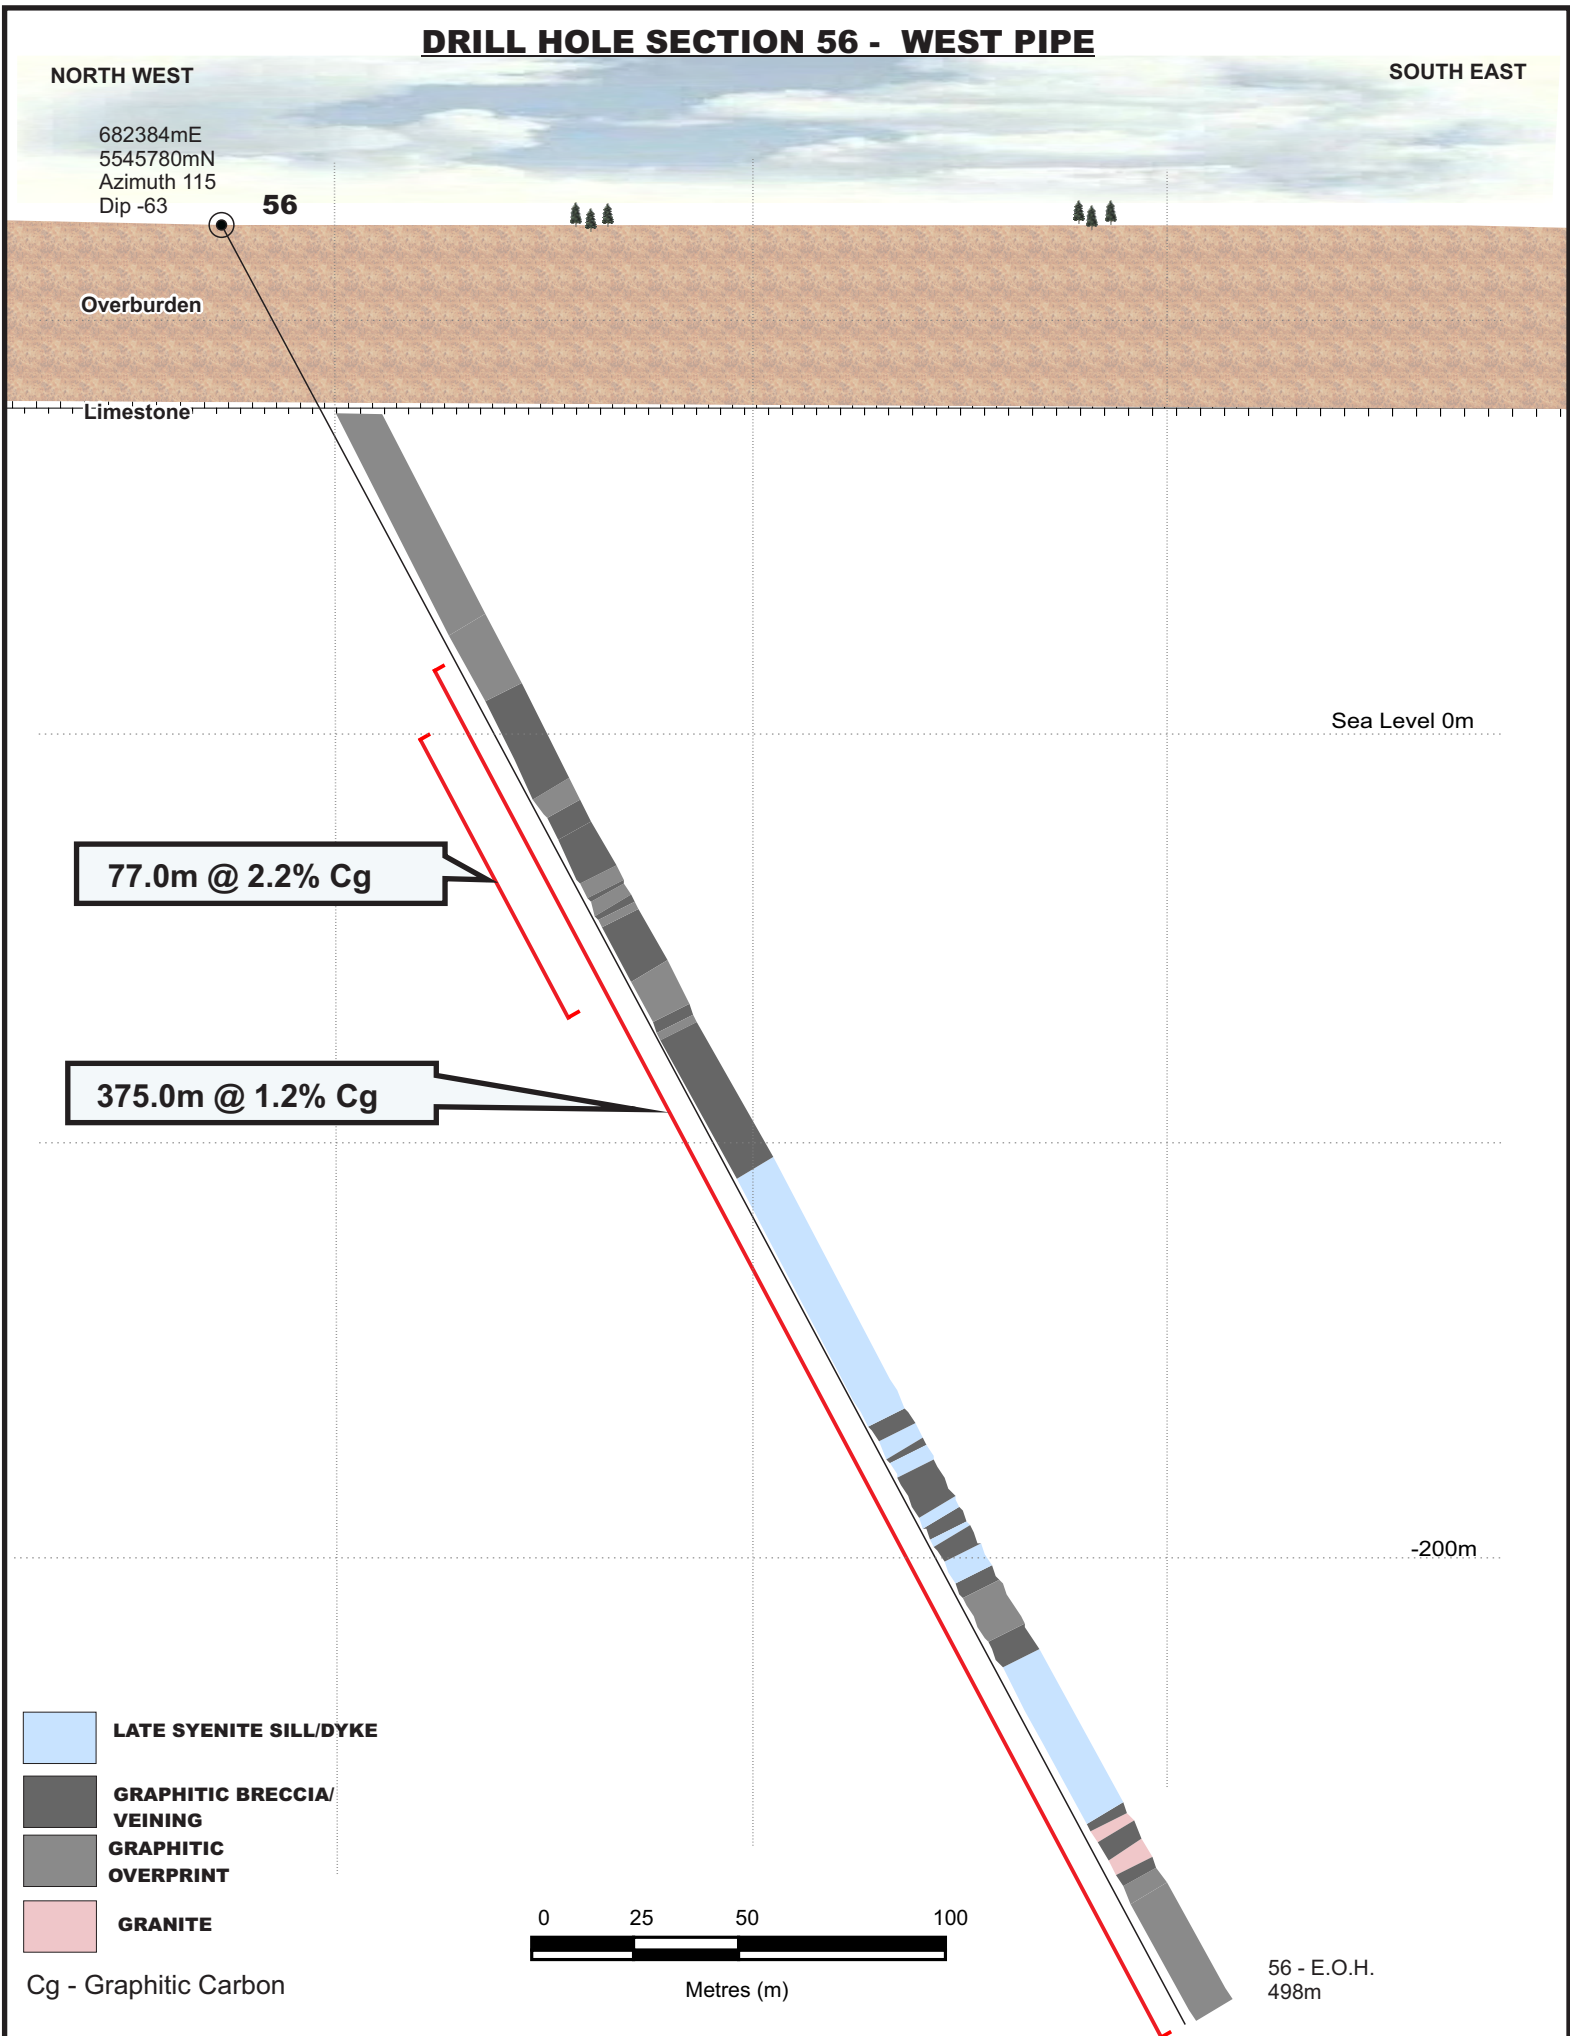 DRILL HOLE SECTION 56 - WEST PIPE
NORTH WEST
SOUTH EAST
682384mE
5545780mN
Azimuth 115
Dip -63
56
Overburden
Limestone
Sea Level 0m
77.0m @ 2.2% Cg
375.0m @ 1.2% Cg
-200m
LATE SYENITE SILL/DYKE
GRAPHITIC BRECCIA/
VEINING
GRAPHITIC
OVERPRINT
GRANITE
Cg - Graphitic Carbon
0 25 50 100
Metres (m)
56 - E.O.H.
498m